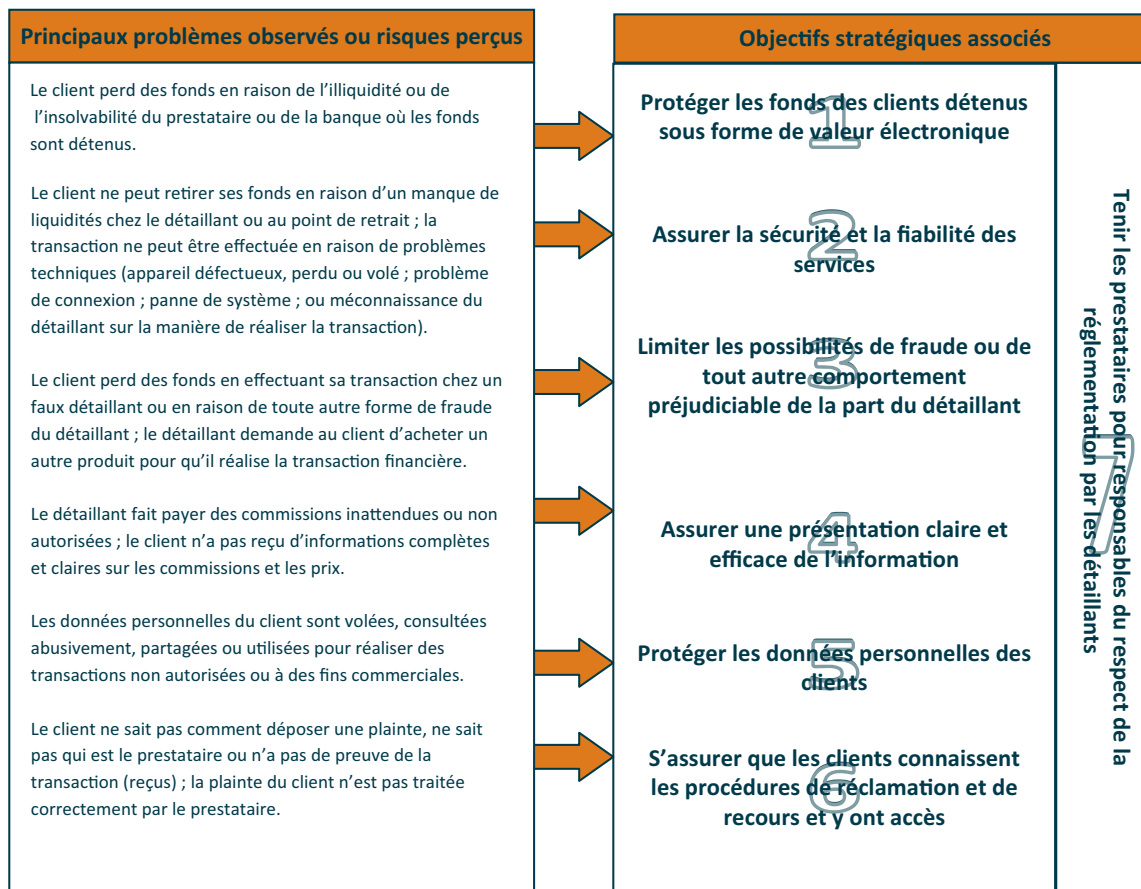 Principaux problèmes observés ou risques perçus
Le client perd des fonds en raison de l’illiquidité ou de
l’insolvabilité du prestataire ou de la banque où les fonds
sont détenus.
Le client ne peut retirer ses fonds en raison d’un manque de
liquidités chez le détaillant ou au point de retrait ; la
transaction ne peut être effectuée en raison de problèmes
techniques (appareil défectueux, perdu ou volé ; problème
de connexion ; panne de système ; ou méconnaissance du
détaillant sur la manière de réaliser la transaction).
Le client perd des fonds en effectuant sa transaction chez un
faux détaillant ou en raison de toute autre forme de fraude
du détaillant ; le détaillant demande au client d’acheter un
autre produit pour qu’il réalise la transaction financière.
Le détaillant fait payer des commissions inattendues ou non
autorisées ; le client n’a pas reçu d’informations complètes
et claires sur les commissions et les prix.
Les données personnelles du client sont volées, consultées
abusivement, partagées ou utilisées pour réaliser des
transactions non autorisées ou à des fins commerciales.
Le client ne sait pas comment déposer une plainte, ne sait
pas qui est le prestataire ou n’a pas de preuve de la
transaction (reçus) ; la plainte du client n’est pas traitée
correctement par le prestataire.
Objectifs stratégiques associés
1
Protéger les fonds des clients détenus
sous forme de valeur électronique
2
Assurer la sécurité et la fiabilité des
services
3
Limiter les possibilités de fraude ou de
tout autre comportement
préjudiciable de la part du détaillant
4
Assurer une présentation claire et
efficace de l’information
5
Protéger les données personnelles des
clients
6
S’assurer que les clients connaissent
les procédures de réclamation et de
recours et y ont accès
7
Tenir les prestataires pour responsables du respect de la
réglementation par les détaillants